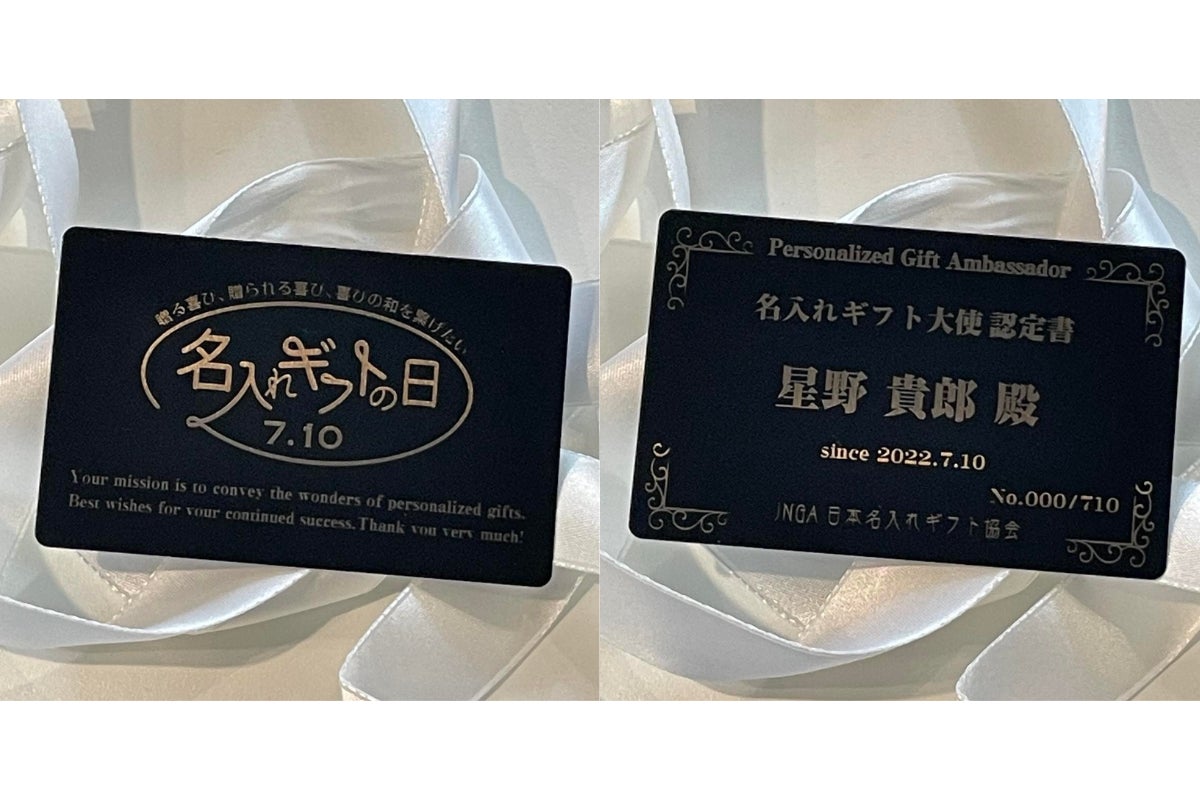 贈る喜び、贈られる喜び、喜びの和を繋げたい
名入れギフトの日
7.10
Your mission is to convey the wonders of personalized gifts.
Best wishes for your continued success. Thank you very much!
Personalized Gift Ambassador
名入れギフト大使 認定書
星野 貴郎 殿
since 2022.7.10
No.000/710
JNGA 日本名入れギフト協会